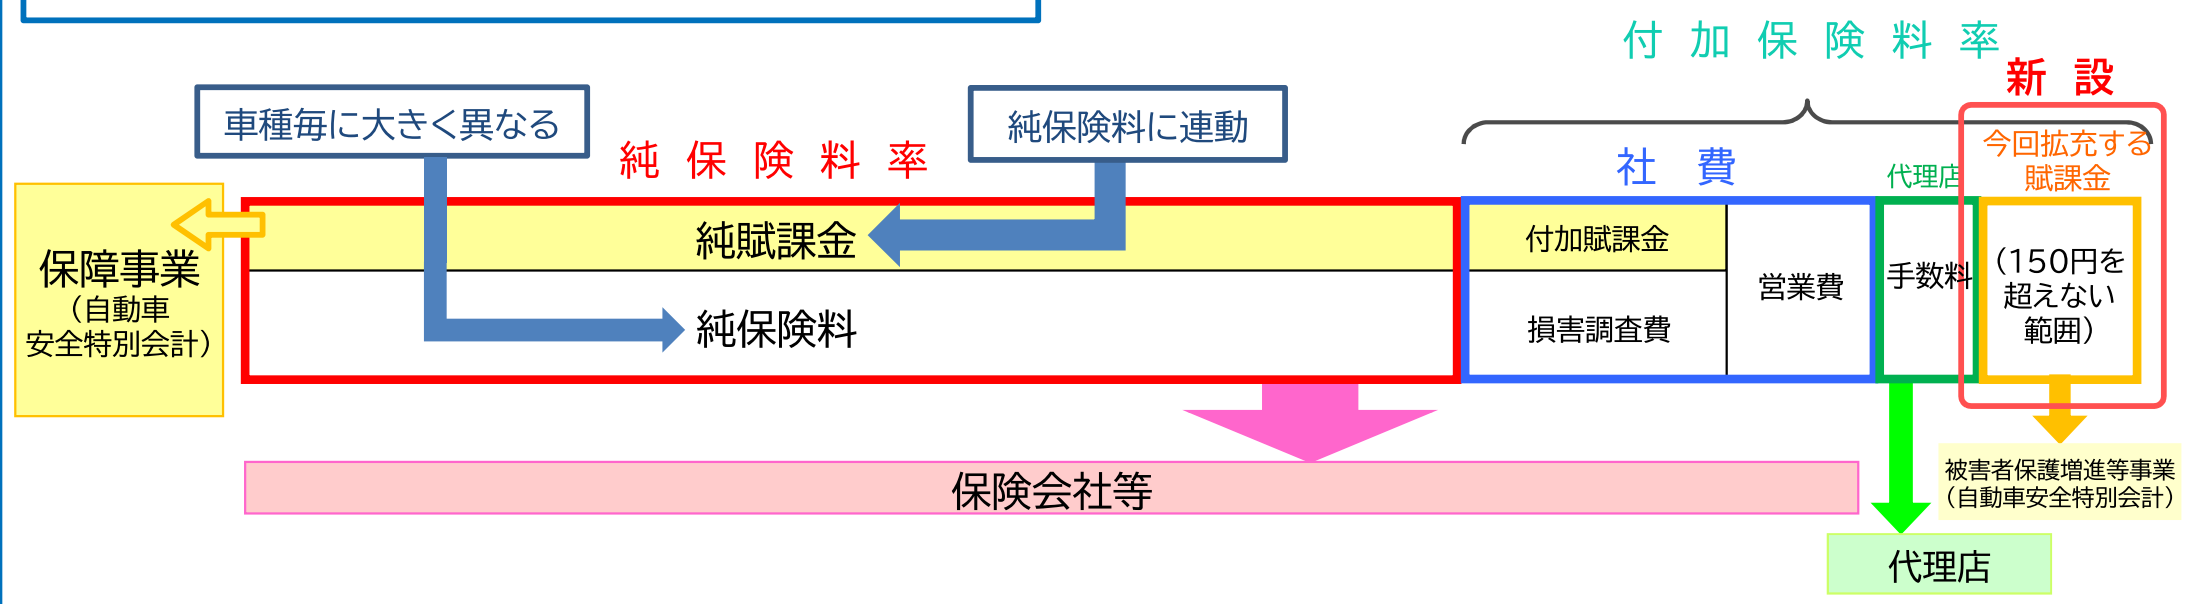 付加保険料率
新設
車種毎に大きく異なる
純保険料に連動
純保険料率
社費
代理店
今回拡充する
賦課金
保障事業
（自動車
安全特別会計）
純賦課金
純保険料
付加賦課金
損害調査費
営業費
手数料
（150円を
超えない
範囲）
保険会社等
被害者保護増進等事業
（自動車安全特別会計）
代理店